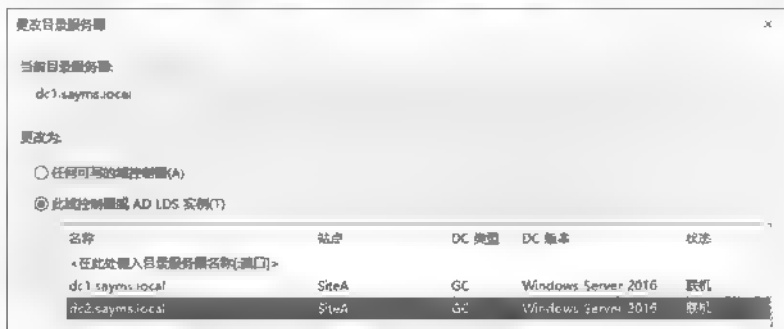 更改目录服务器
当前目录服务器:
dc1.sayms.local
更改为:
任何可写的域控制器(A)
此域控制器或 AD LDS 实例(T)
名称 站点 DC 类型 DC 版本 状态
<在此处键入目录服务器名称[:端口]>
dc1.sayms.local SiteA GC Windows Server 2016 联机
dc2.sayms.local SiteA GC Windows Server 2016 联机